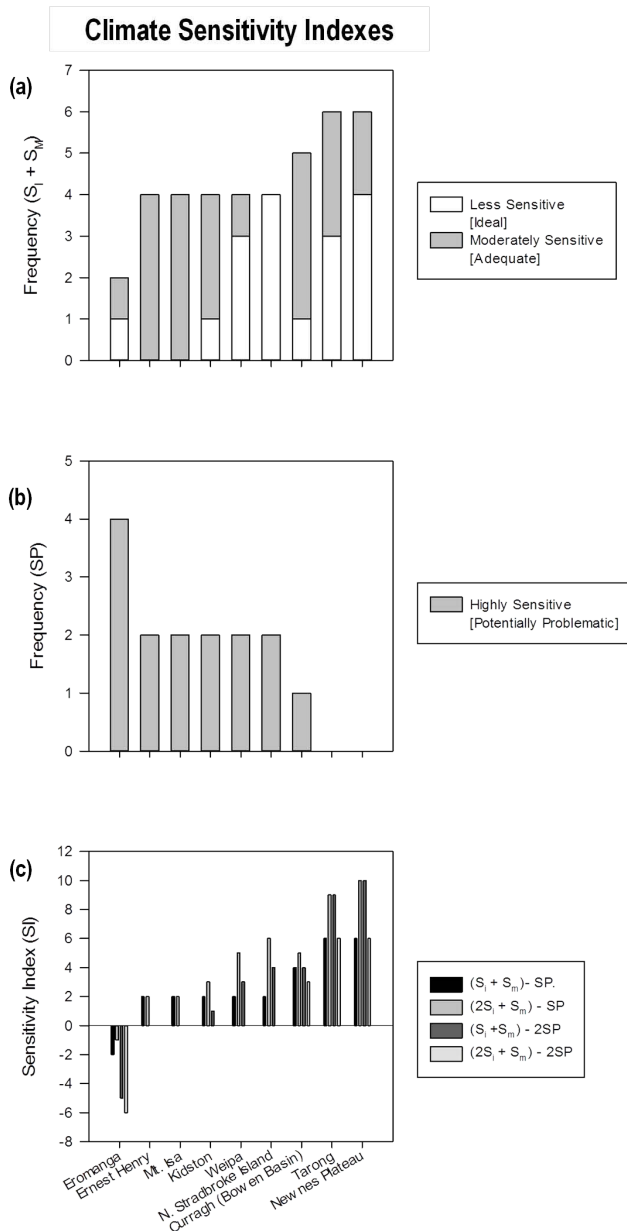 Climate Sensitivity Indexes
(a)
7
6
5
4
3
2
1
0
Frequency (SI + SM)
Less Sensitive
[Ideal]
Moderately Sensitive
[Adequate]
(b)
5
4
3
2
1
0
Frequency (SP)
Highly Sensitive
[Potentially Problematic]
(c)
12
10
8
6
4
2
0
-2
-4
-6
-8
Sensitivity Index (SI)
(Si + Sm)- SP.
(2Si + Sm) - SP
(Si +Sm) - 2SP
(2Si + Sm) - 2SP
Eromanga
Ernest Henry
Mt. Isa
Kidston
Weipa
N. Stradbroke Island
Curragh (Bow en Basin)
Tarong
New nes Plateau